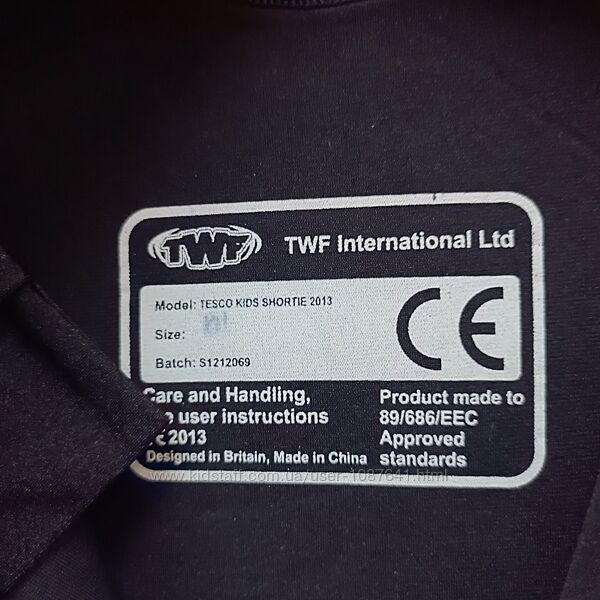 TWF
TWF International Ltd
Model: TESCO KIDS SHORTIE 2013
Size:
Batch: S1212069
CE
Care and Handling,
user instructions
2013
Designed in Britain, Made in China
Product made to
89/686/EEC
Approved
standards
www.kidstaff.com.ua/user-1087641.html